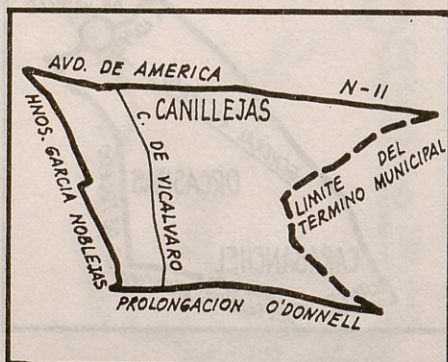 AVD. DE AMERICA
N-II
CANILLEJAS
HNOS. GARCIA NOBLEJAS
C. DE VICALVARO
LIMITE DEL
TERMINO MUNICIPAL
PROLONGACION O'DONNELL